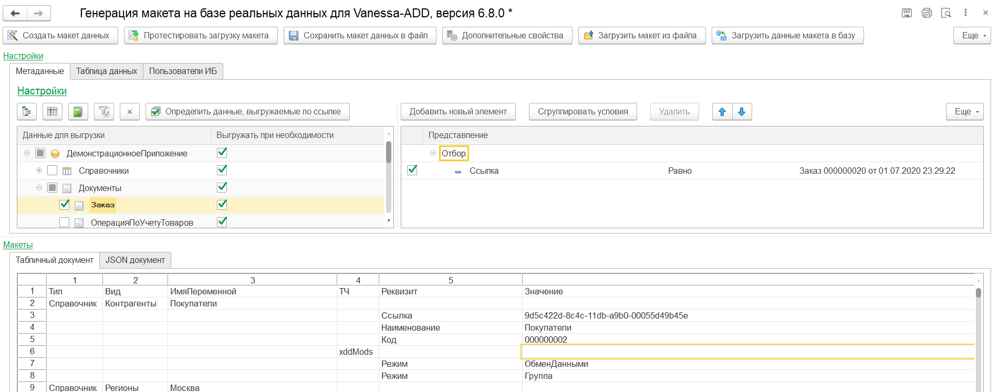 Генерация макета на базе реальных данных для Vanessa-ADD, версия 6.8.0 *
Создать макет данных Протестировать загрузку макета Сохранить макет данных в файл Дополнительные свойства Загрузить макет из файла Загрузить данные макета в базу Еще
Настройки
Метаданные Таблица данных Пользователи ИБ
Настройки
Определить данные, выгружаемые по ссылке Добавить новый элемент Сгруппировать условия Удалить Еще
Данные для выгрузки Выгружать при необходимости Представление
ДемонстрационноеПриложение Отбор
Справочники Ссылка Равно Заказ 000000020 от 01.07.2020 23:29:22
Документы
Заказ
ОперацияПоУчетуТоваров
Макеты
Табличный документ JSON документ
1 2 3 4 5
1 Тип Вид ИмяПеременной ТЧ Реквизит Значение
2 Справочник Контрагенты Покупатели
3 Ссылка 9d5c422d-8c4c-11db-a9b0-00055d49b45e
4 Наименование Покупатели
5 Код 000000002
6 xddMods
7 Режим ОбменДанными
8 Режим Группа
9 Справочник Регионы Москва